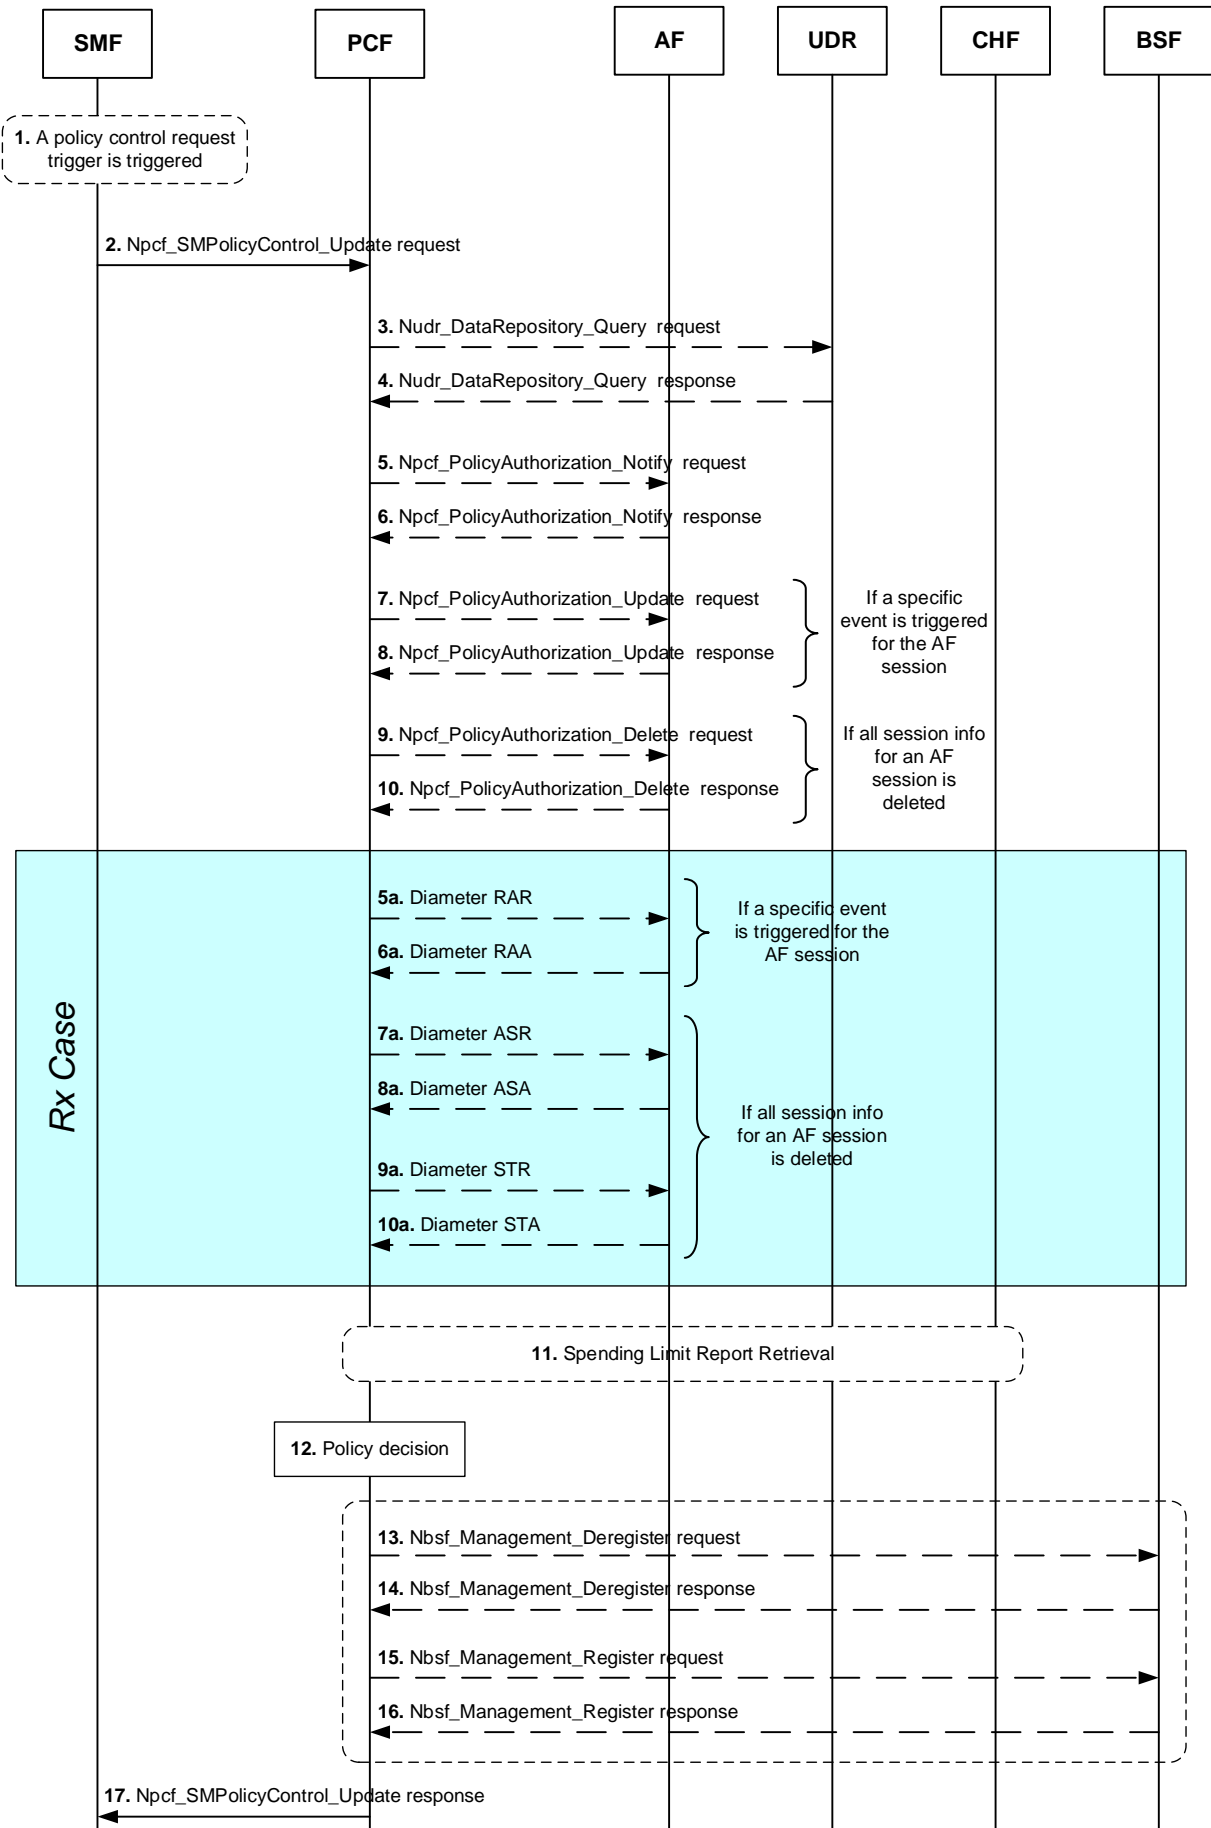 SMF
PCF
AF
UDR
CHF
BSF
1. A policy control request
trigger is triggered
2. Npcf_SMPolicyControl_Update request
3. Nudr_DataRepository_Query request
4. Nudr_DataRepository_Query response
5. Npcf_PolicyAuthorization_Notify request
6. Npcf_PolicyAuthorization_Notify response
7. Npcf_PolicyAuthorization_Update request
8. Npcf_PolicyAuthorization_Update response
If a specific
event is triggered
for the AF
session
9. Npcf_PolicyAuthorization_Delete request
10. Npcf_PolicyAuthorization_Delete response
If all session info
for an AF
session is
deleted
Rx Case
5a. Diameter RAR
6a. Diameter RAA
If a specific event
is triggered for the
AF session
7a. Diameter ASR
8a. Diameter ASA
9a. Diameter STR
10a. Diameter STA
If all session info
for an AF session
is deleted
11. Spending Limit Report Retrieval
12. Policy decision
13. Nbsf_Management_Deregister request
14. Nbsf_Management_Deregister response
15. Nbsf_Management_Register request
16. Nbsf_Management_Register response
17. Npcf_SMPolicyControl_Update response